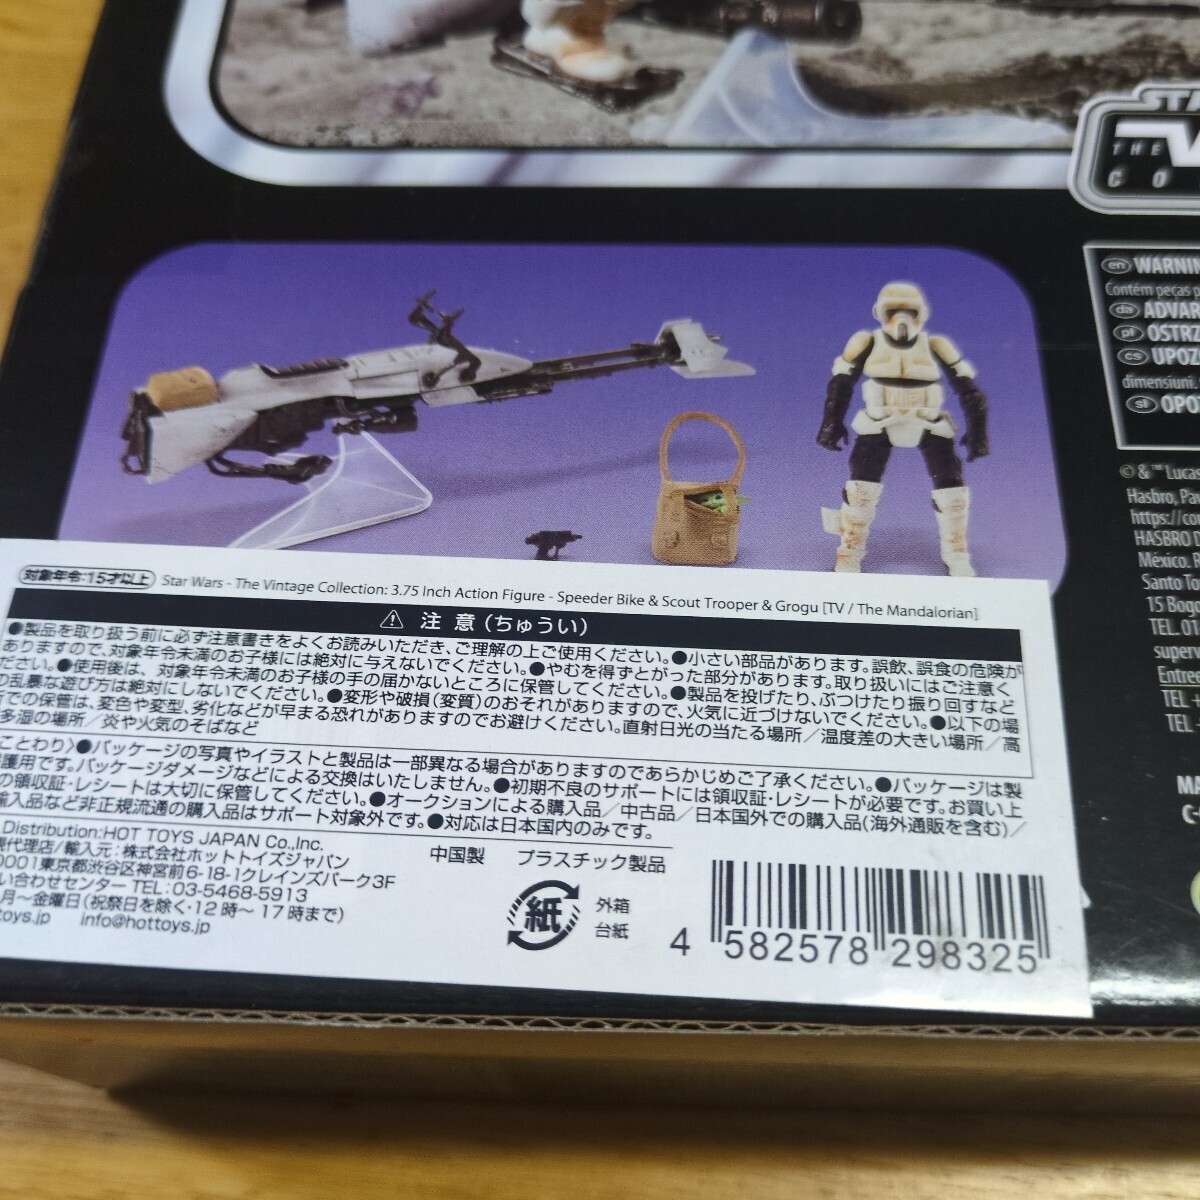 THE
CO
en WARNIN
Contém peças p
da ADVAR
pl OSTRZ
cs UPOZ
dimensiuni.
sl OPOZ
© & ™ Lucas
Hasbro, Paw
https://co
HASBRO D
México. R
Santo To
15 Bog
TEL. 01
superv
Entree
TEL +
TEL
MA
対象年令:15才以上 Star Wars - The Vintage Collection: 3.75 Inch Action Figure - Speeder Bike & Scout Trooper & Grogu [TV / The Mandalorian]
⚠ 注意(ちゅうい)
●製品を取り扱う前に必ず注意書きをよくお読みいただき、ご理解の上ご使用ください。●小さい部品があります。誤飲、誤食の危険が
ありますので、対象年令未満のお子様には絶対に与えないでください。●やむを得ずとがった部分があります。取り扱いにはご注意く
ださい。●使用後は、対象年令未満のお子様の手の届かないところに保管してください。●製品を投げたり、ぶつけたり振り回すなど
の乱暴な遊び方は絶対にしないでください。●変形や破損(変質)のおそれがありますので、火気に近づけないでください。●以下の場
所での保管は、変色や変型、劣化などが早まる恐れがありますのでお避けください。直射日光の当たる場所／温度差の大きい場所／高
多湿の場所／炎や火気のそばなど
ことわり〉●パッケージの写真やイラストと製品は一部異なる場合がありますのであらかじめご了承ください。●パッケージは製
護用です。パッケージダメージなどによる交換はいたしません。●初期不良のサポートには領収証・レシートが必要です。お買い上
の領収証・レシートは大切に保管してください。●オークションによる購入品／中古品／日本国外での購入品(海外通販を含む)／
輸入品など非正規流通の購入品はサポート対象外です。●対応は日本国内のみです。
Distribution:HOT TOYS JAPAN Co.,Inc.
代理店／輸入元:株式会社ホットトイズジャパン
0001東京都渋谷区神宮前6-18-1クレインズパーク3F
い合わせセンター TEL:03-5468-5913
月〜金曜日(祝祭日を除く・12時〜17時まで)
toys.jp info@hottoys.jp
中国製 プラスチック製品
紙 外箱
台紙
4 582578 298325